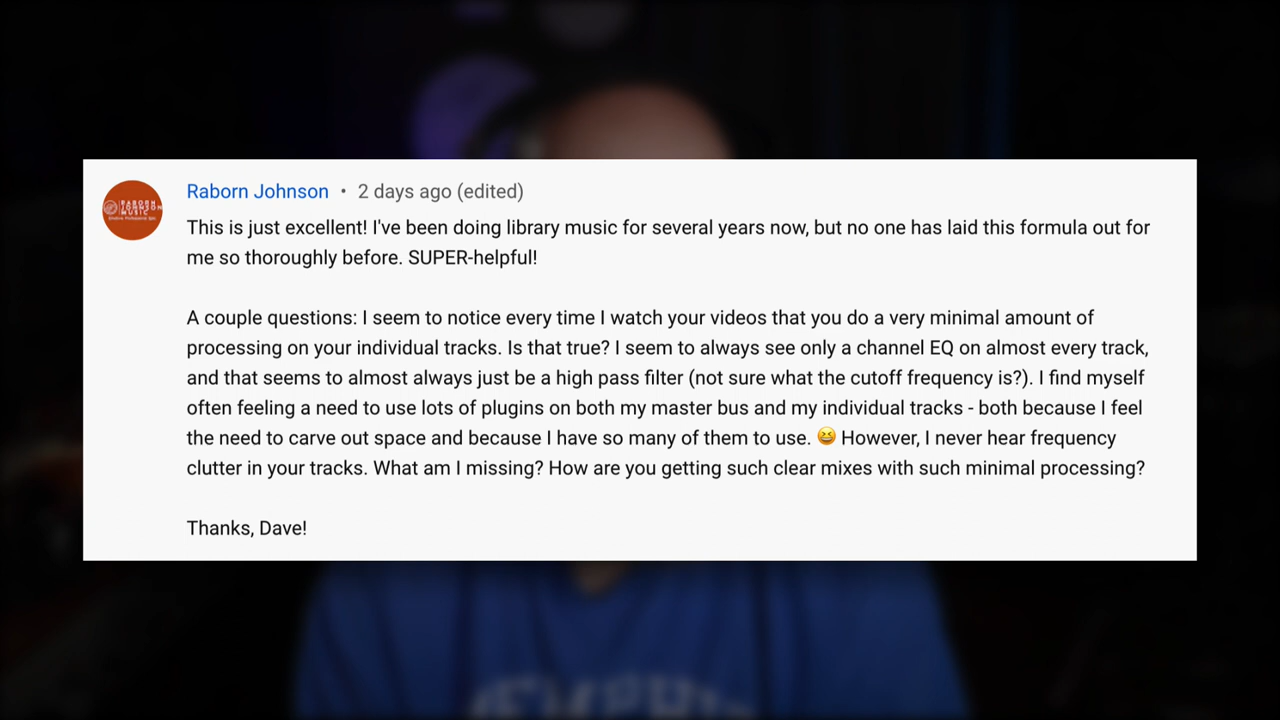 Raborn Johnson • 2 days ago (edited)
This is just excellent! I've been doing library music for several years now, but no one has laid this formula out for
me so thoroughly before. SUPER-helpful!
A couple questions: I seem to notice every time I watch your videos that you do a very minimal amount of
processing on your individual tracks. Is that true? I seem to always see only a channel EQ on almost every track,
and that seems to almost always just be a high pass filter (not sure what the cutoff frequency is?). I find myself
often feeling a need to use lots of plugins on both my master bus and my individual tracks - both because I feel
the need to carve out space and because I have so many of them to use. 😆 However, I never hear frequency
clutter in your tracks. What am I missing? How are you getting such clear mixes with such minimal processing?
Thanks, Dave!